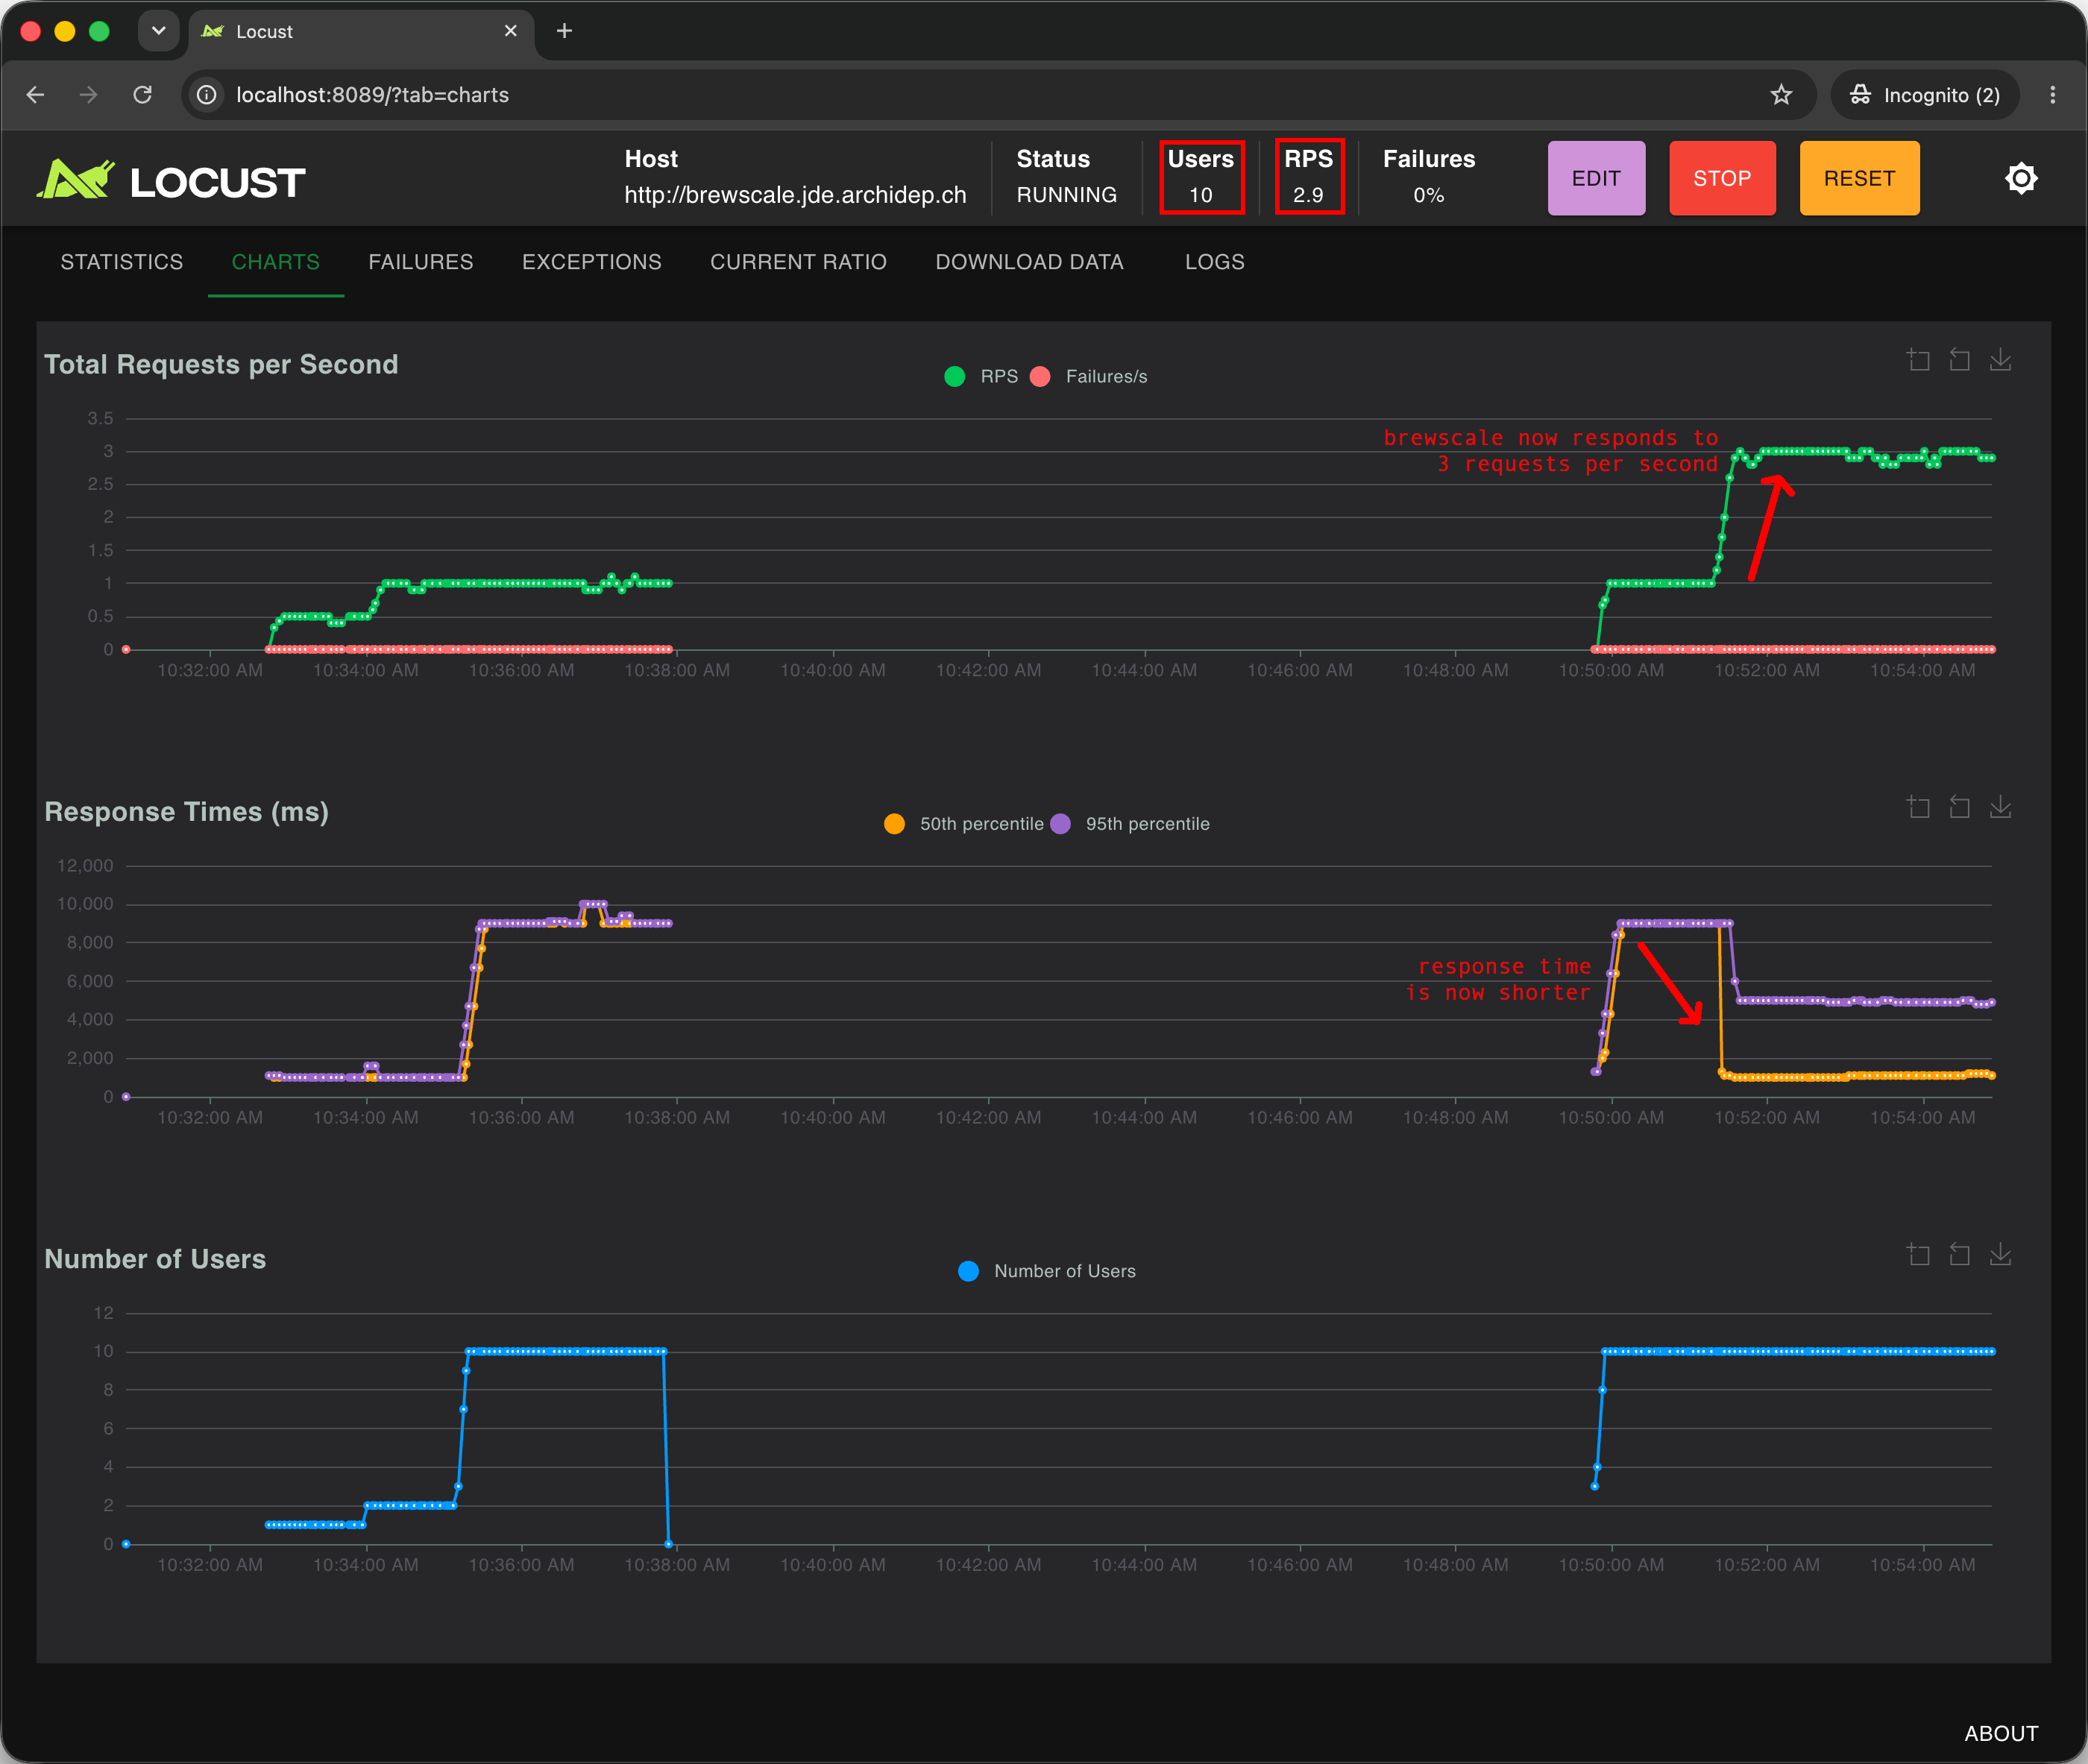 Locust
localhost:8089/?tab=charts
Incognito (2)
LOCUST
Host
http://brewscale.jde.archidep.ch
Status
RUNNING
Users
10
RPS
2.9
Failures
0%
EDIT
STOP
RESET
STATISTICS
CHARTS
FAILURES
EXCEPTIONS
CURRENT RATIO
DOWNLOAD DATA
LOGS
Total Requests per Second
RPS
Failures/s
3.5
3
2.5
2
1.5
1
0.5
0
brewscale now responds to
3 requests per second
10:32:00 AM
10:34:00 AM
10:36:00 AM
10:38:00 AM
10:40:00 AM
10:42:00 AM
10:44:00 AM
10:46:00 AM
10:48:00 AM
10:50:00 AM
10:52:00 AM
10:54:00 AM
Response Times (ms)
50th percentile
95th percentile
12,000
10,000
8,000
6,000
4,000
2,000
0
response time
is now shorter
10:32:00 AM
10:34:00 AM
10:36:00 AM
10:38:00 AM
10:40:00 AM
10:42:00 AM
10:44:00 AM
10:46:00 AM
10:48:00 AM
10:50:00 AM
10:52:00 AM
10:54:00 AM
Number of Users
Number of Users
12
10
8
6
4
2
0
10:32:00 AM
10:34:00 AM
10:36:00 AM
10:38:00 AM
10:40:00 AM
10:42:00 AM
10:44:00 AM
10:46:00 AM
10:48:00 AM
10:50:00 AM
10:52:00 AM
10:54:00 AM
ABOUT